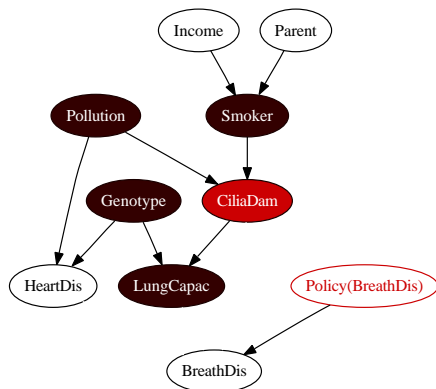 Income
Parent
Pollution
Smoker
Genotype
CiliaDam
HeartDis
LungCapac
Policy(BreathDis)
BreathDis